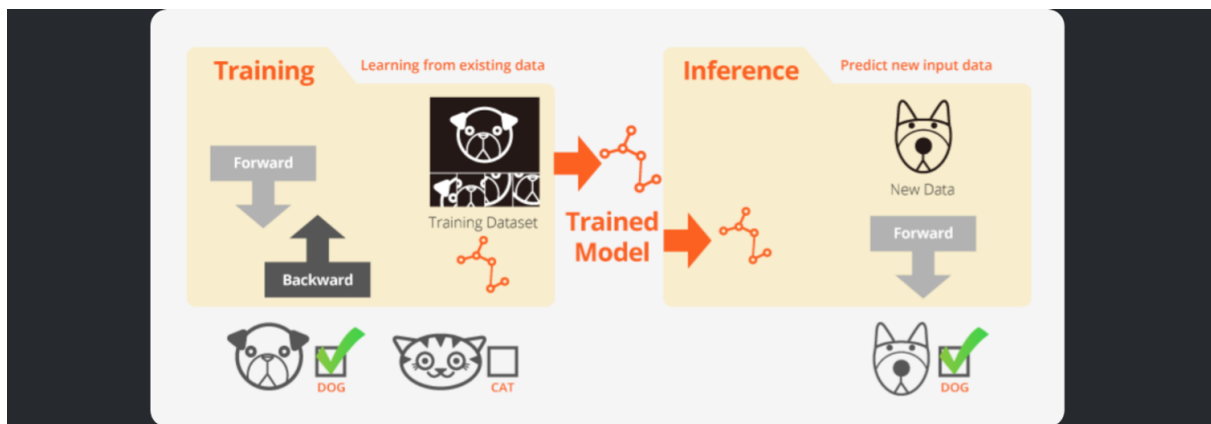 Training
Learning from existing data
Forward
Backward
Training Dataset
DOG
CAT
Trained
Model
Inference
Predict new input data
New Data
Forward
DOG